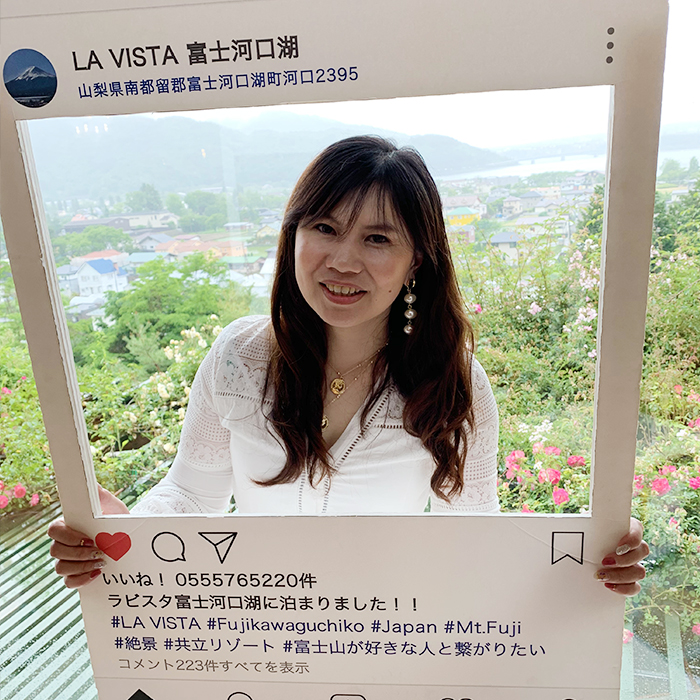 LA VISTA 富士河口湖
山梨県南都留郡富士河口湖町河口2395
いいね！ 0555765220件
ラビスタ富士河口湖に泊まりました！！
#LA VISTA #Fujikawaguchiko #Japan #Mt.Fuji
#絶景 #共立リゾート #富士山が好きな人と繋がりたい
コメント223件すべてを表示